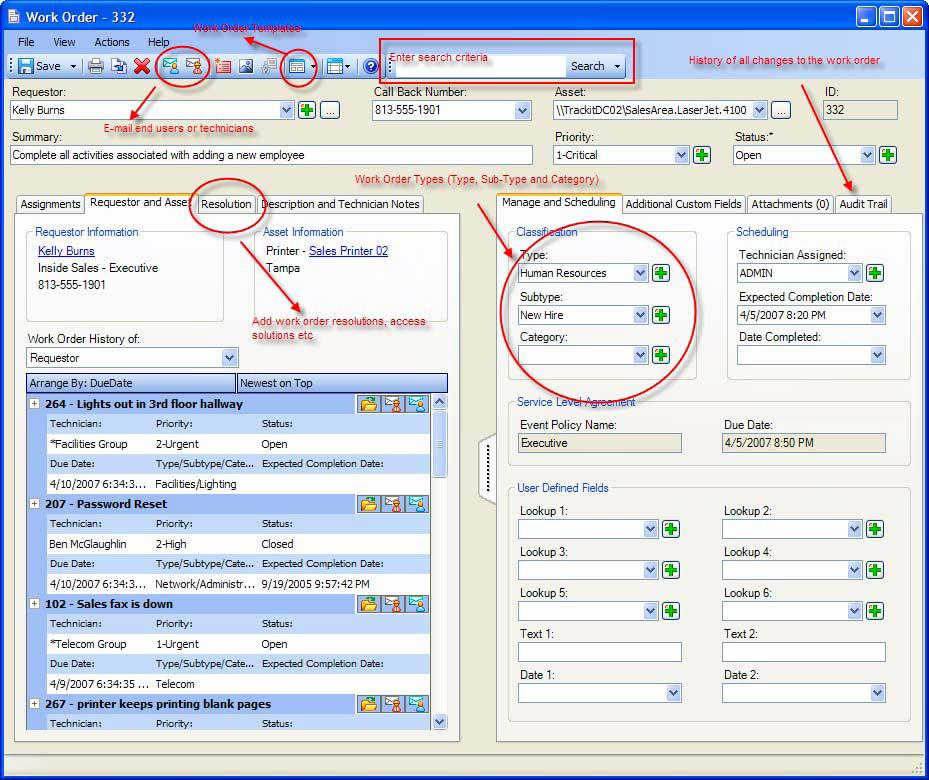 Work Order - 332
File View Actions Help
Work Order Templates
Save
Enter search criteria
Search
History of all changes to the work order
Requestor:
Kelly Burns
Call Back Number:
813-555-1901
Asset:
\\TrackitDC02\SalesArea.LaserJet.4100
ID:
332
E-mail end users or technicians
Summary:
Complete all activities associated with adding a new employee
Priority:
1-Critical
Status:*
Open
Work Order Types (Type, Sub-Type and Category)
Assignments
Requestor and Asset
Resolution
Description and Technician Notes
Requestor Information
Kelly Burns
Inside Sales - Executive
813-555-1901
Asset Information
Printer - Sales Printer 02
Tampa
Add work order resolutions, access
solutions etc
Work Order History of:
Requestor
Arrange By: DueDate
Newest on Top
264 - Lights out in 3rd floor hallway
Technician: Priority: Status:
*Facilities Group 2-Urgent Open
Due Date: Type/Subtype/Cate... Expected Completion Date:
4/10/2007 6:34:3... Facilities/Lighting
207 - Password Reset
Technician: Priority: Status:
Ben McGlaughlin 2-High Closed
Due Date: Type/Subtype/Cate... Expected Completion Date:
4/10/2007 6:34:3... Network/Administr... 9/19/2005 9:57:42 PM
102 - Sales fax is down
Technician: Priority: Status:
*Telecom Group 1-Urgent Open
Due Date: Type/Subtype/Cate... Expected Completion Date:
4/9/2007 6:34:35 ... Telecom
267 - printer keeps printing blank pages
Technician: Priority: Status:
Manage and Scheduling
Additional Custom Fields
Attachments (0)
Audit Trail
Classification
Type:
Human Resources
Subtype:
New Hire
Category:
Scheduling
Technician Assigned:
ADMIN
Expected Completion Date:
4/5/2007 8:20 PM
Date Completed:
Service Level Agreement
Event Policy Name:
Executive
Due Date:
4/5/2007 8:50 PM
User Defined Fields
Lookup 1: Lookup 2:
Lookup 3: Lookup 4:
Lookup 5: Lookup 6:
Text 1: Text 2:
Date 1: Date 2: